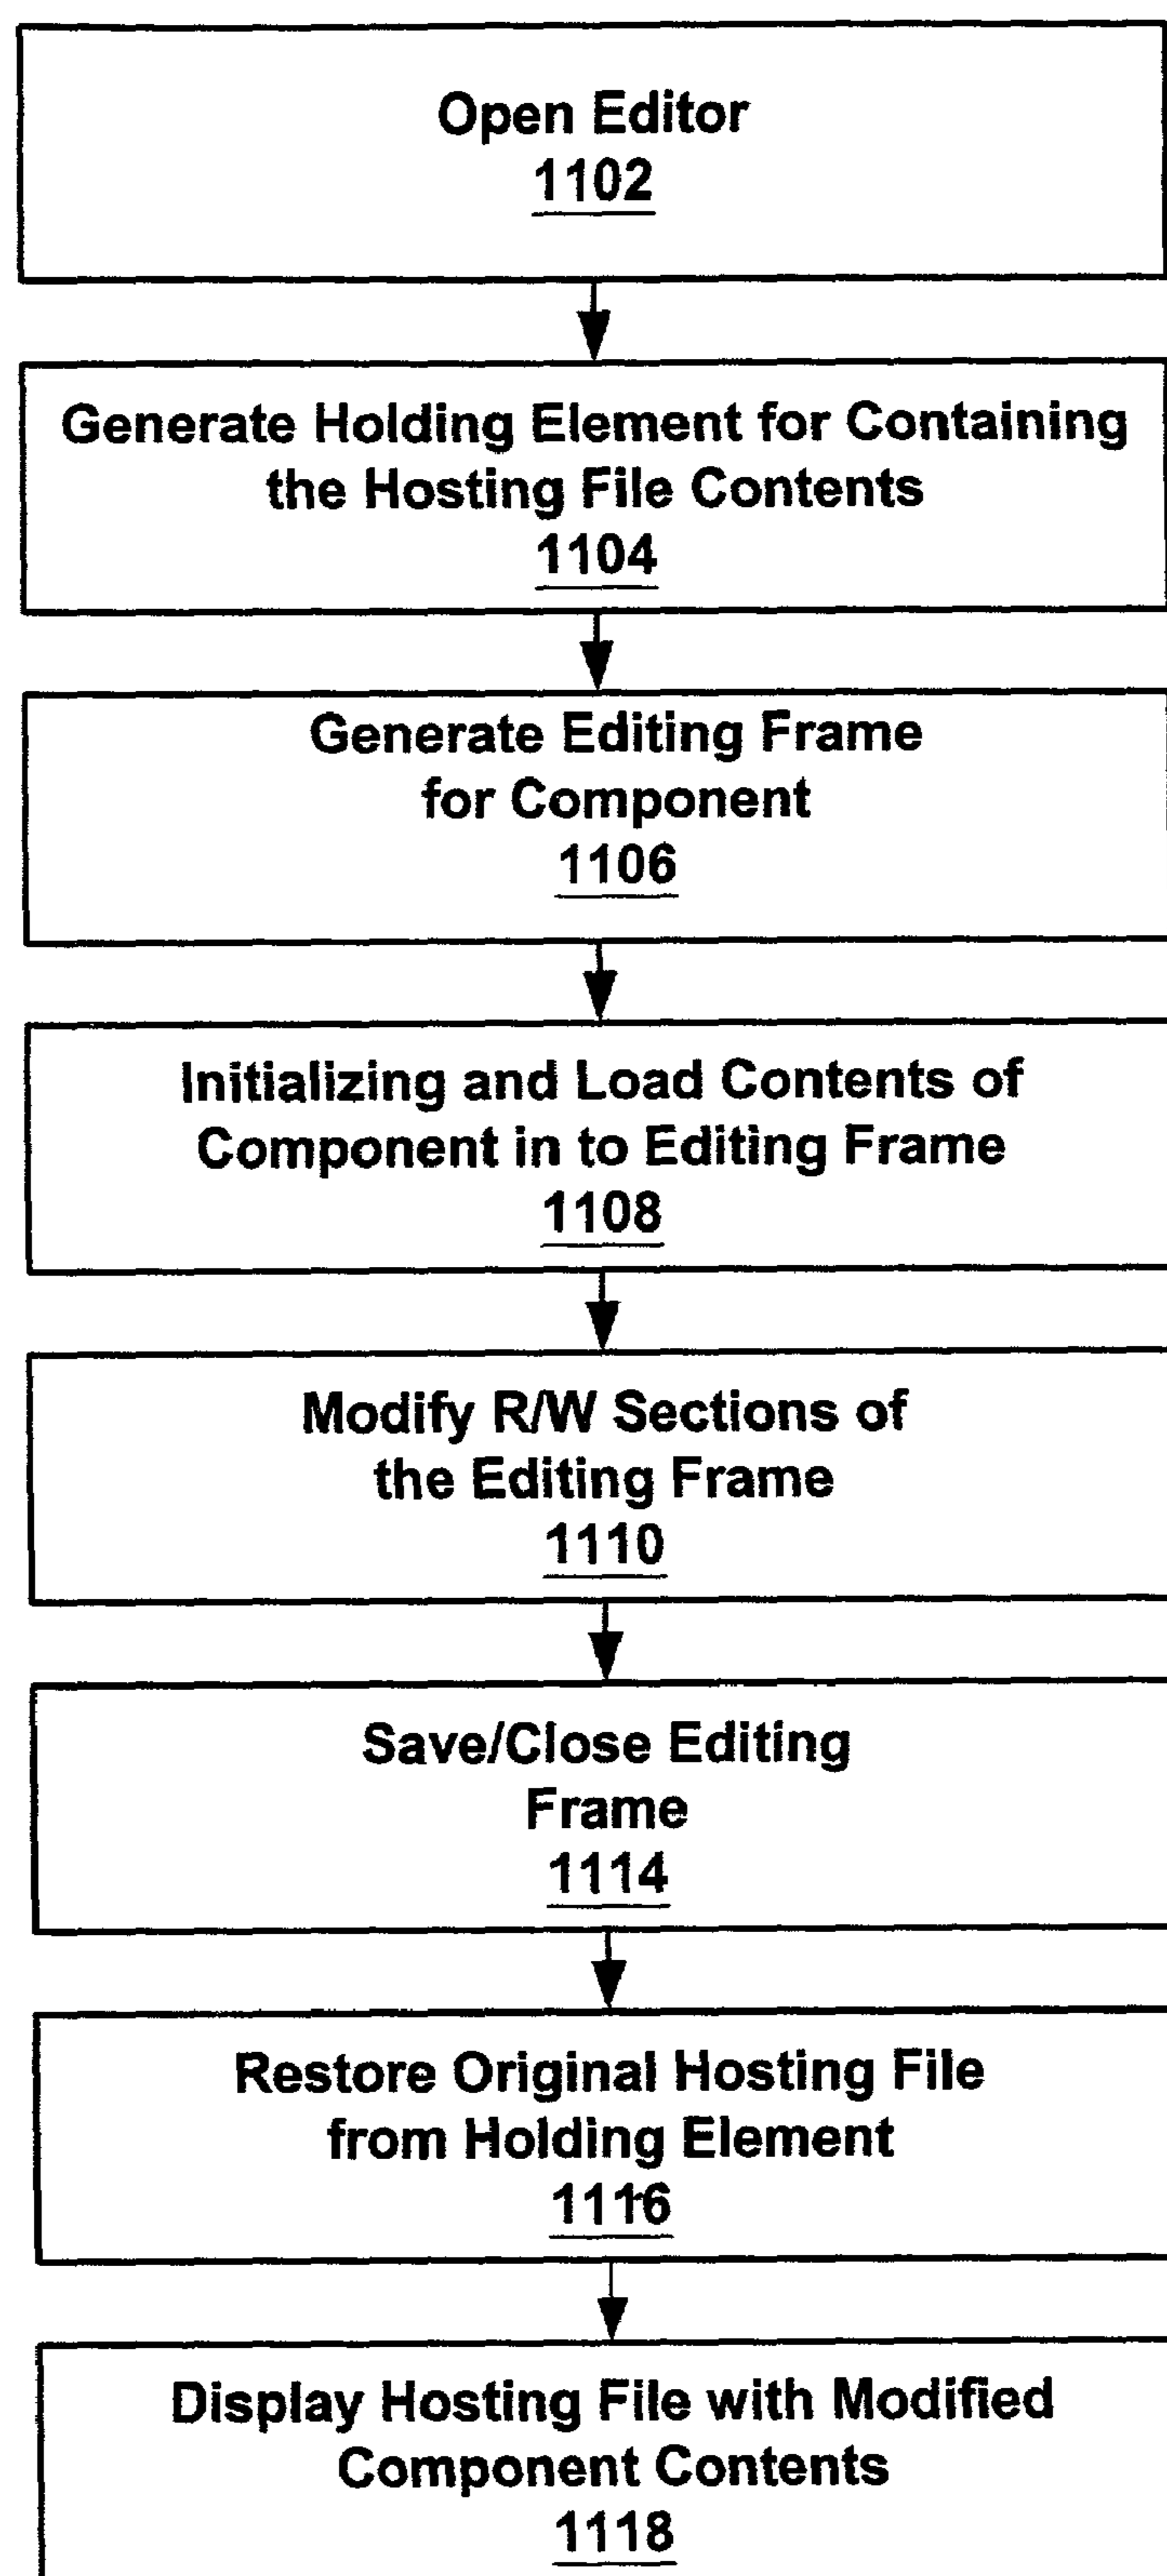 Open Editor
1102
Generate Holding Element for Containing
the Hosting File Contents
1104
Generate Editing Frame
for Component
1106
Initializing and Load Contents of
Component in to Editing Frame
1108
Modify R/W Sections of
the Editing Frame
1110
Save/Close Editing
Frame
1114
Restore Original Hosting File
from Holding Element
1116
Display Hosting File with Modified
Component Contents
1118